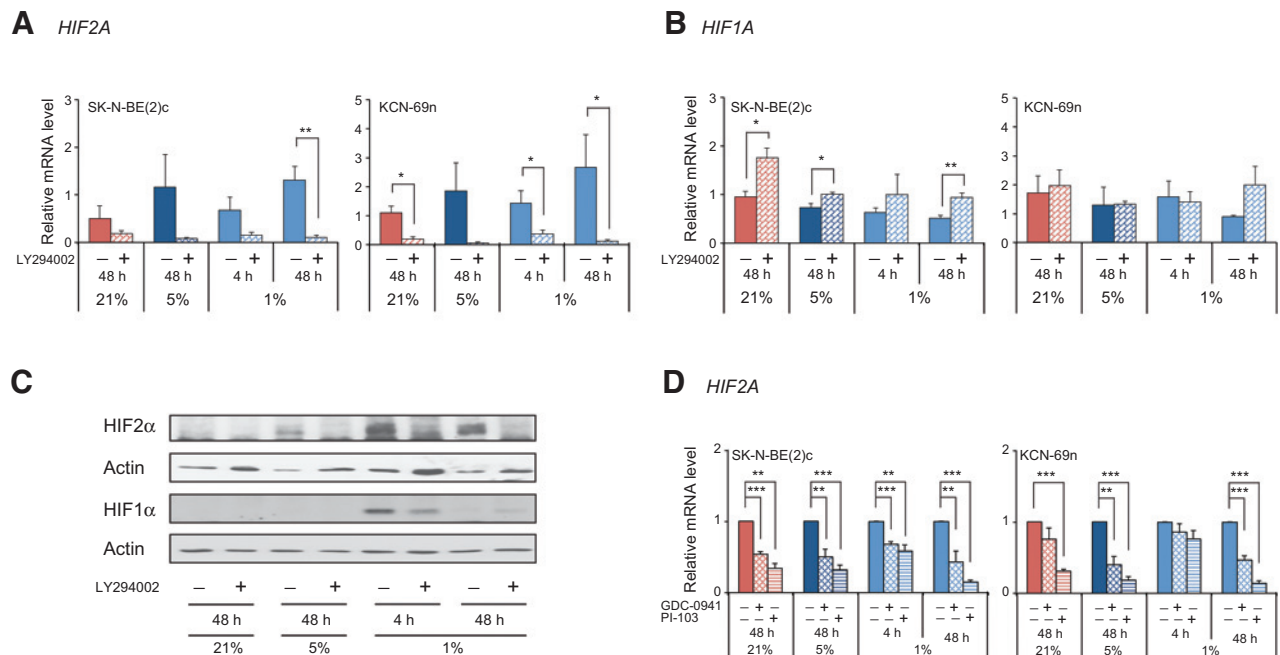 A HIF2A
B HIF1A
Relative mRNA level
3
2
1
0
SK-N-BE(2)c
**
LY294002 – + – + – + – +
48 h 48 h 4 h 48 h
21% 5% 1%
5
4
3
2
1
0
KCN-69n
* * *
– + – + – + – +
48 h 48 h 4 h 48 h
21% 5% 1%
Relative mRNA level
3
2
1
0
SK-N-BE(2)c
* * **
LY294002 – + – + – + – +
48 h 48 h 4 h 48 h
21% 5% 1%
5
4
3
2
1
0
KCN-69n
– + – + – + – +
48 h 48 h 4 h 48 h
21% 5% 1%
C
HIF2α
Actin
HIF1α
Actin
LY294002 – + – + – + – +
48 h 48 h 4 h 48 h
21% 5% 1%
D HIF2A
Relative mRNA level
2
1
0
SK-N-BE(2)c
** *** ** ***
*** ** *** **
GDC-0941 – + – – + – – + – – + –
PI-103 – – + – – + – – + – – +
48 h 48 h 4 h 48 h
21% 5% 1%
2
1
0
KCN-69n
*** *** ***
** ***
– + – – + – – + – – + –
– – + – – + – – + – – +
48 h 48 h 4 h 48 h
21% 5% 1%